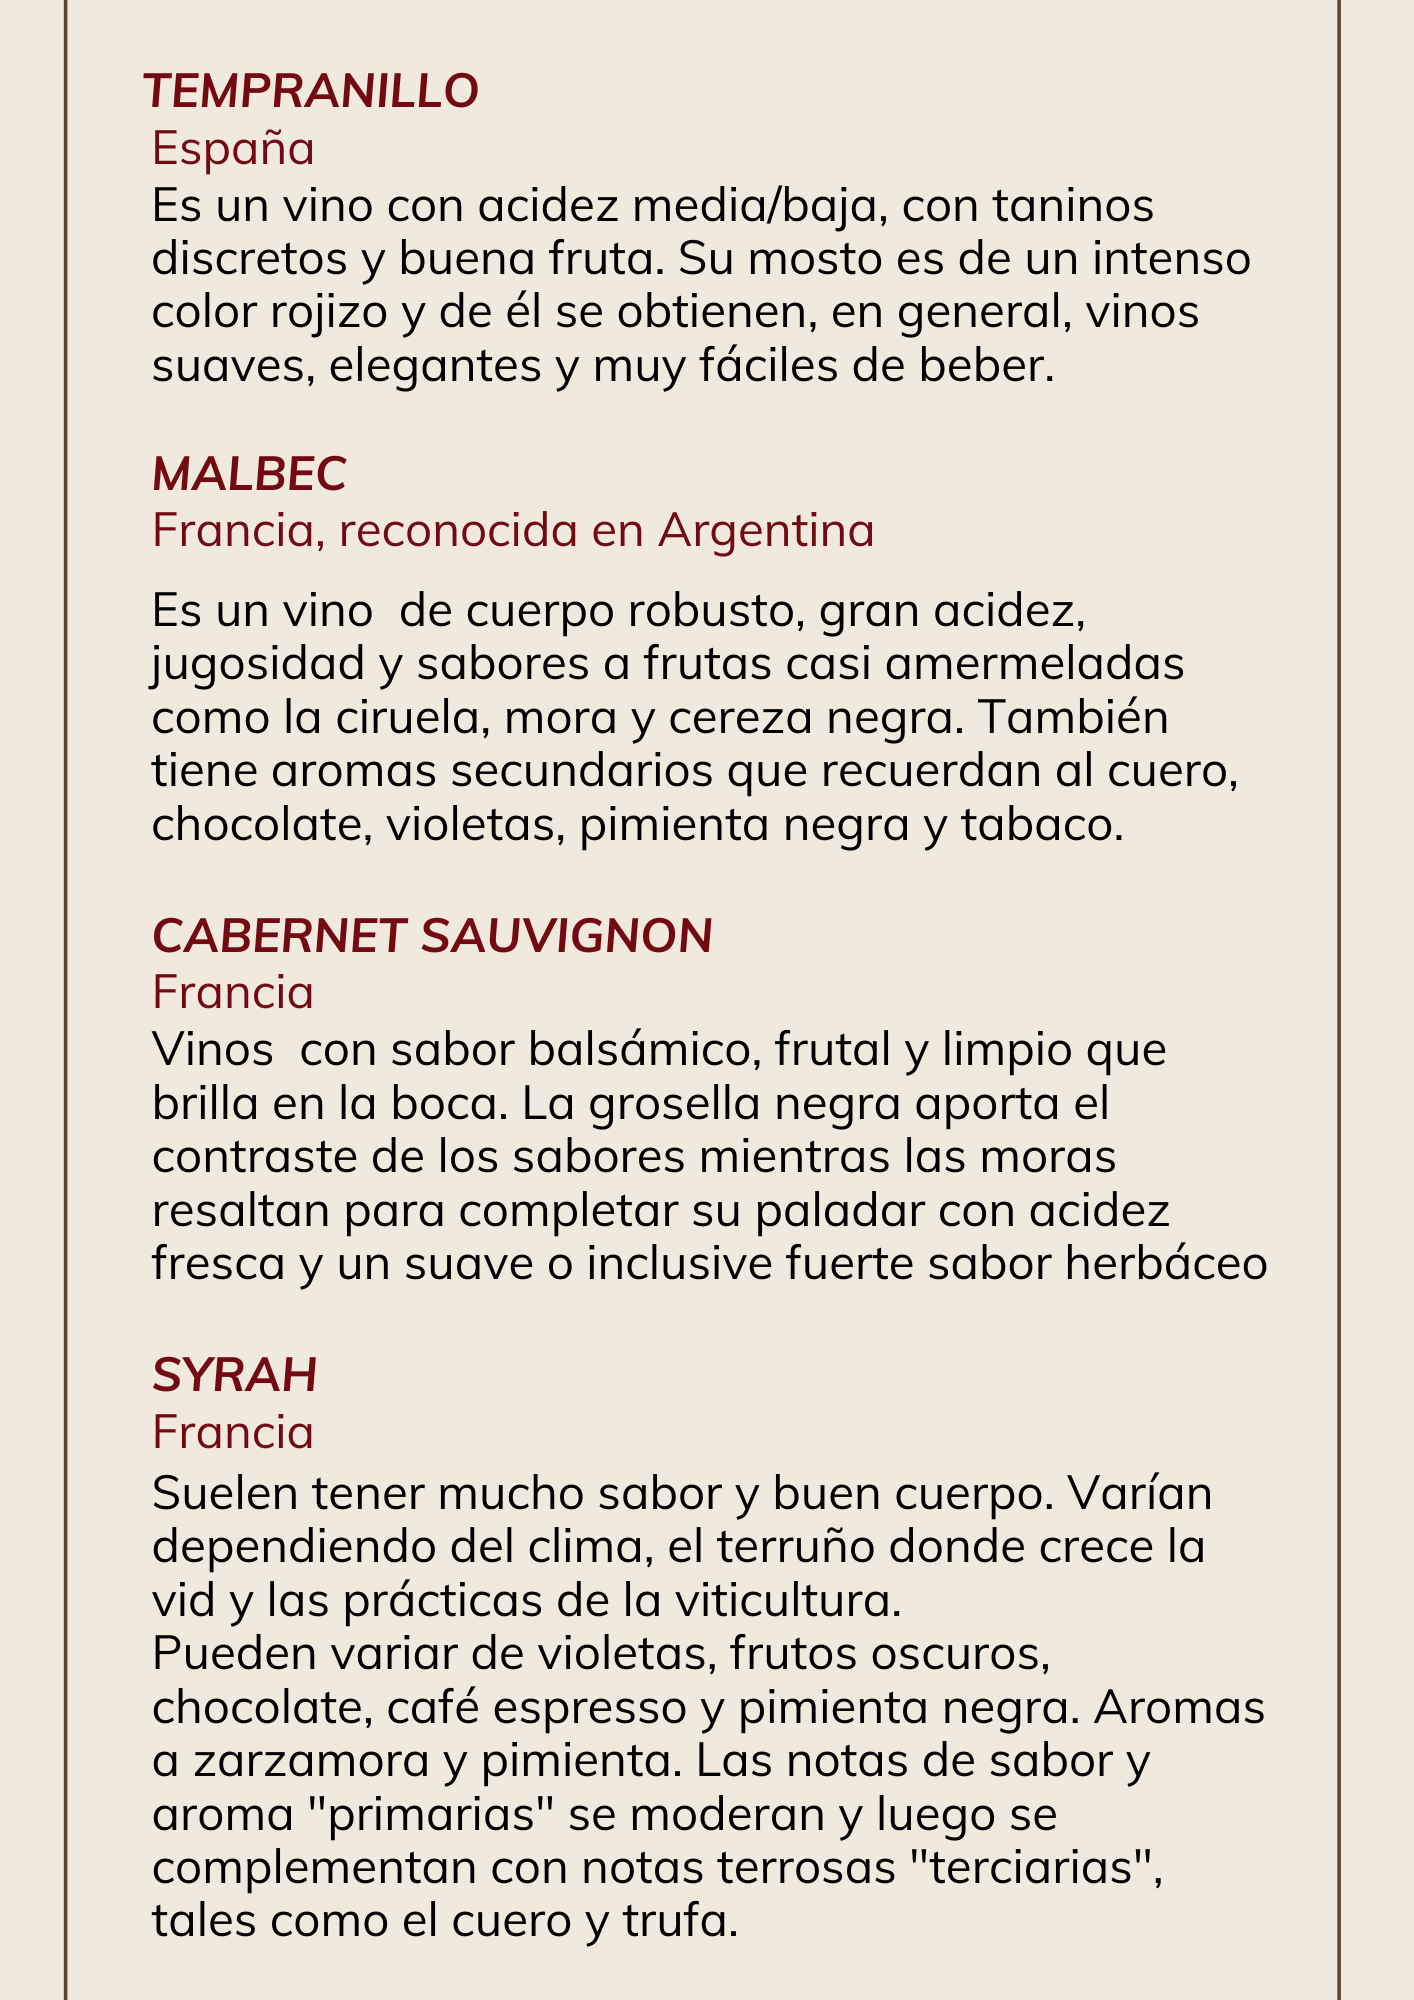 TEMPRANILLO
España
Es un vino con acidez media/baja, con taninos
discretos y buena fruta. Su mosto es de un intenso
color rojizo y de él se obtienen, en general, vinos
suaves, elegantes y muy fáciles de beber.
MALBEC
Francia, reconocida en Argentina
Es un vino  de cuerpo robusto, gran acidez,
jugosidad y sabores a frutas casi amermeladas
como la ciruela, mora y cereza negra. También
tiene aromas secundarios que recuerdan al cuero,
chocolate, violetas, pimienta negra y tabaco.
CABERNET SAUVIGNON
Francia
Vinos  con sabor balsámico, frutal y limpio que
brilla en la boca. La grosella negra aporta el
contraste de los sabores mientras las moras
resaltan para completar su paladar con acidez
fresca y un suave o inclusive fuerte sabor herbáceo
SYRAH
Francia
Suelen tener mucho sabor y buen cuerpo. Varían
dependiendo del clima, el terruño donde crece la
vid y las prácticas de la viticultura.
Pueden variar de violetas, frutos oscuros,
chocolate, café espresso y pimienta negra. Aromas
a zarzamora y pimienta. Las notas de sabor y
aroma "primarias" se moderan y luego se
complementan con notas terrosas "terciarias",
tales como el cuero y trufa.